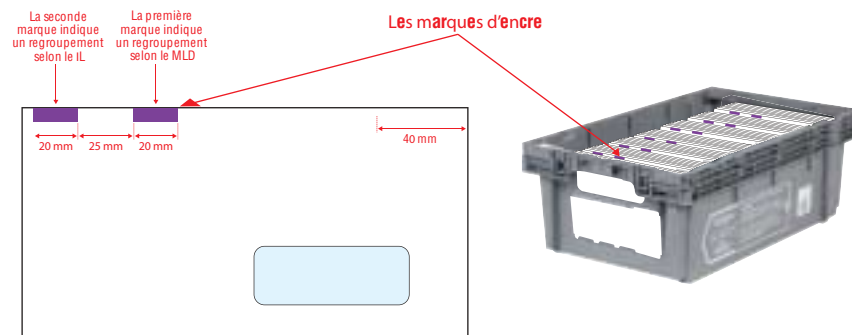 La seconde
marque indique
un regroupement
selon le IL
La première
marque indique
un regroupement
selon le MLD
Les marques d'encre
20 mm
25 mm
20 mm
40 mm